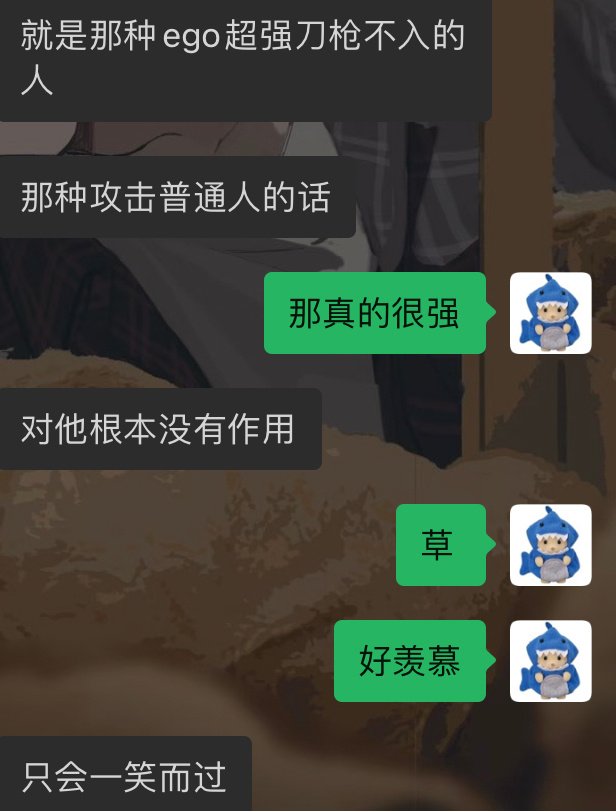 就是那种ego超强刀枪不入的
人
那种攻击普通人的话
那真的很强
对他根本没有作用
草
好羡慕
只会一笑而过